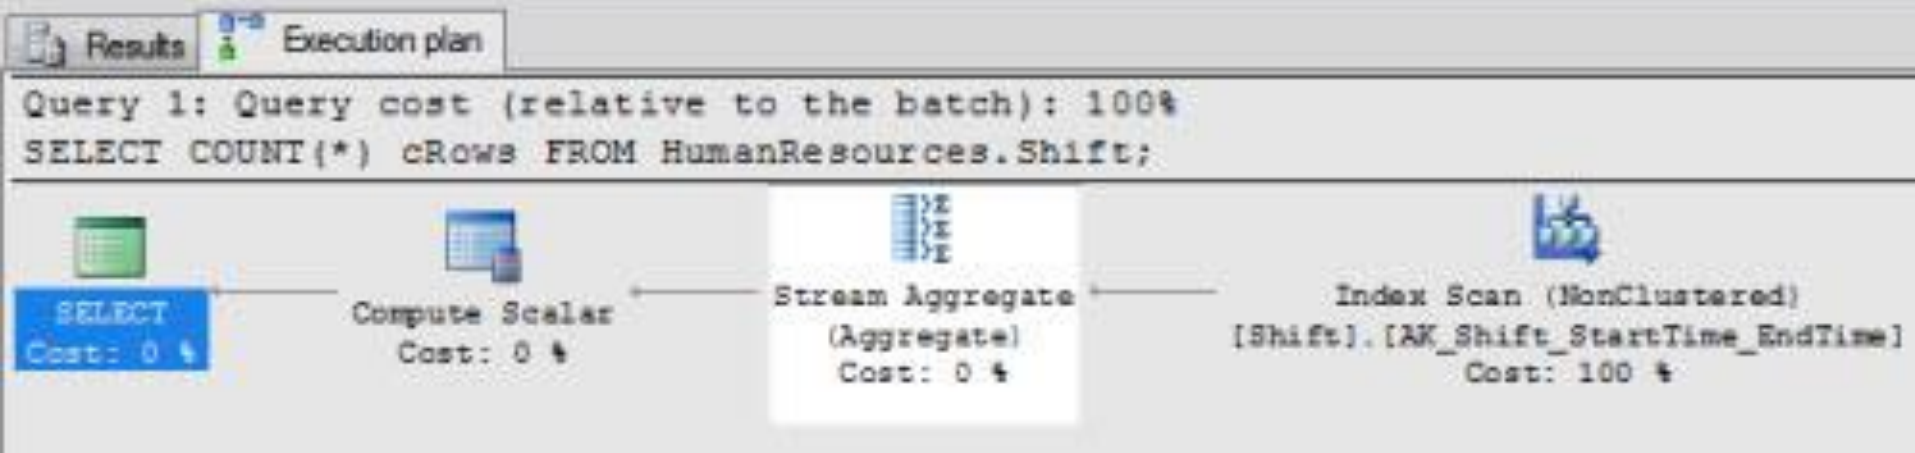 Results
Execution plan
Query 1: Query cost (relative to the batch): 100%
SELECT COUNT(*) cRows FROM HumanResources.Shift;
SELECT
Cost: 0 %
Compute Scalar
Cost: 0 %
Stream Aggregate
(Aggregate)
Cost: 0 %
Index Scan (NonClustered)
[Shift].[AK_Shift_StartTime_EndTime]
Cost: 100 %